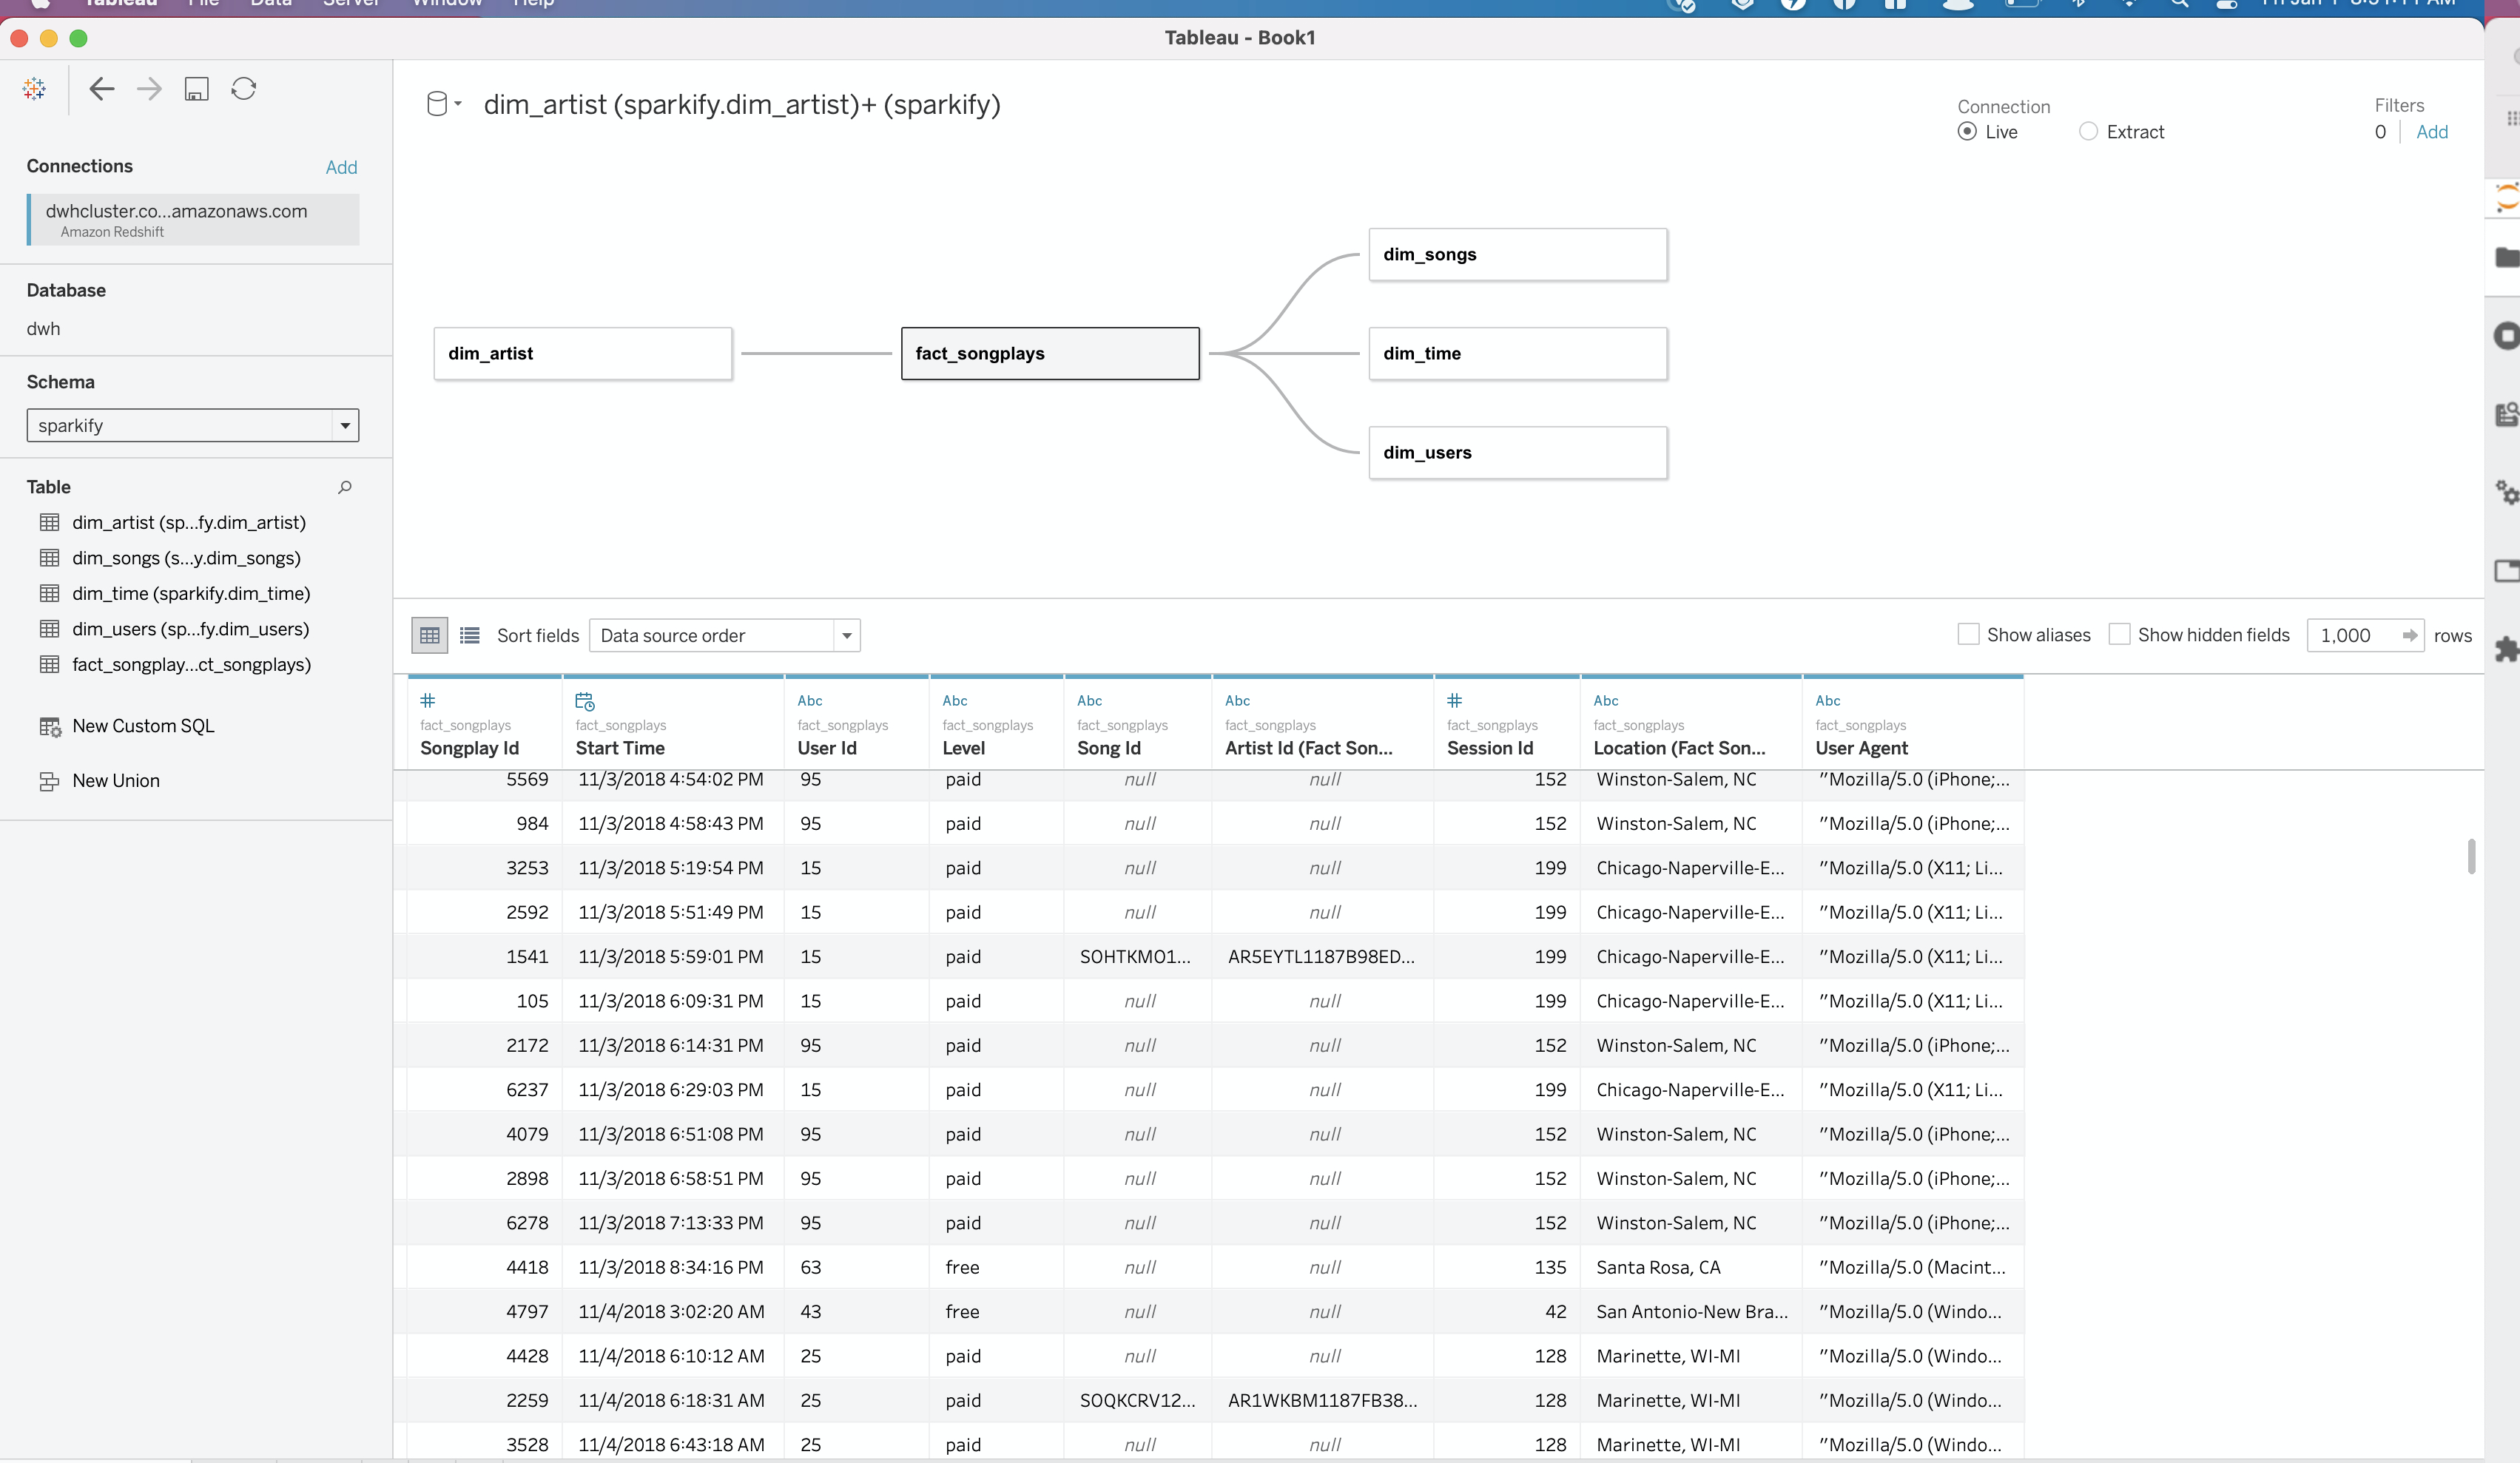 Tableau File Data Server Window Help
Tableau - Book1
dim_artist (sparkify.dim_artist)+ (sparkify)
Connection
Live Extract
Filters
0 Add
Connections Add
dwhcluster.co...amazonaws.com
Amazon Redshift
Database
dwh
Schema
sparkify
Table
dim_artist (sp...fy.dim_artist)
dim_songs (s...y.dim_songs)
dim_time (sparkify.dim_time)
dim_users (sp...fy.dim_users)
fact_songplay...ct_songplays)
New Custom SQL
New Union
dim_artist
fact_songplays
dim_songs
dim_time
dim_users
Sort fields Data source order Show aliases Show hidden fields 1,000 rows
# Abc Abc Abc Abc # Abc Abc
fact_songplays fact_songplays fact_songplays fact_songplays fact_songplays fact_songplays fact_songplays fact_songplays fact_songplays
Songplay Id Start Time User Id Level Song Id Artist Id (Fact Son... Session Id Location (Fact Son... User Agent
5569 11/3/2018 4:54:02 PM 95 paid null null 152 Winston-Salem, NC "Mozilla/5.0 (iPhone;...
984 11/3/2018 4:58:43 PM 95 paid null null 152 Winston-Salem, NC "Mozilla/5.0 (iPhone;...
3253 11/3/2018 5:19:54 PM 15 paid null null 199 Chicago-Naperville-E... "Mozilla/5.0 (X11; Li...
2592 11/3/2018 5:51:49 PM 15 paid null null 199 Chicago-Naperville-E... "Mozilla/5.0 (X11; Li...
1541 11/3/2018 5:59:01 PM 15 paid SOHTKMO1... AR5EYTL1187B98ED... 199 Chicago-Naperville-E... "Mozilla/5.0 (X11; Li...
105 11/3/2018 6:09:31 PM 15 paid null null 199 Chicago-Naperville-E... "Mozilla/5.0 (X11; Li...
2172 11/3/2018 6:14:31 PM 95 paid null null 152 Winston-Salem, NC "Mozilla/5.0 (iPhone;...
6237 11/3/2018 6:29:03 PM 15 paid null null 199 Chicago-Naperville-E... "Mozilla/5.0 (X11; Li...
4079 11/3/2018 6:51:08 PM 95 paid null null 152 Winston-Salem, NC "Mozilla/5.0 (iPhone;...
2898 11/3/2018 6:58:51 PM 95 paid null null 152 Winston-Salem, NC "Mozilla/5.0 (iPhone;...
6278 11/3/2018 7:13:33 PM 95 paid null null 152 Winston-Salem, NC "Mozilla/5.0 (iPhone;...
4418 11/3/2018 8:34:16 PM 63 free null null 135 Santa Rosa, CA "Mozilla/5.0 (Macint...
4797 11/4/2018 3:02:20 AM 43 free null null 42 San Antonio-New Bra... "Mozilla/5.0 (Windo...
4428 11/4/2018 6:10:12 AM 25 paid null null 128 Marinette, WI-MI "Mozilla/5.0 (Windo...
2259 11/4/2018 6:18:31 AM 25 paid SOQKCRV12... AR1WKBM1187FB38... 128 Marinette, WI-MI "Mozilla/5.0 (Windo...
3528 11/4/2018 6:43:18 AM 25 paid null null 128 Marinette, WI-MI "Mozilla/5.0 (Windo...